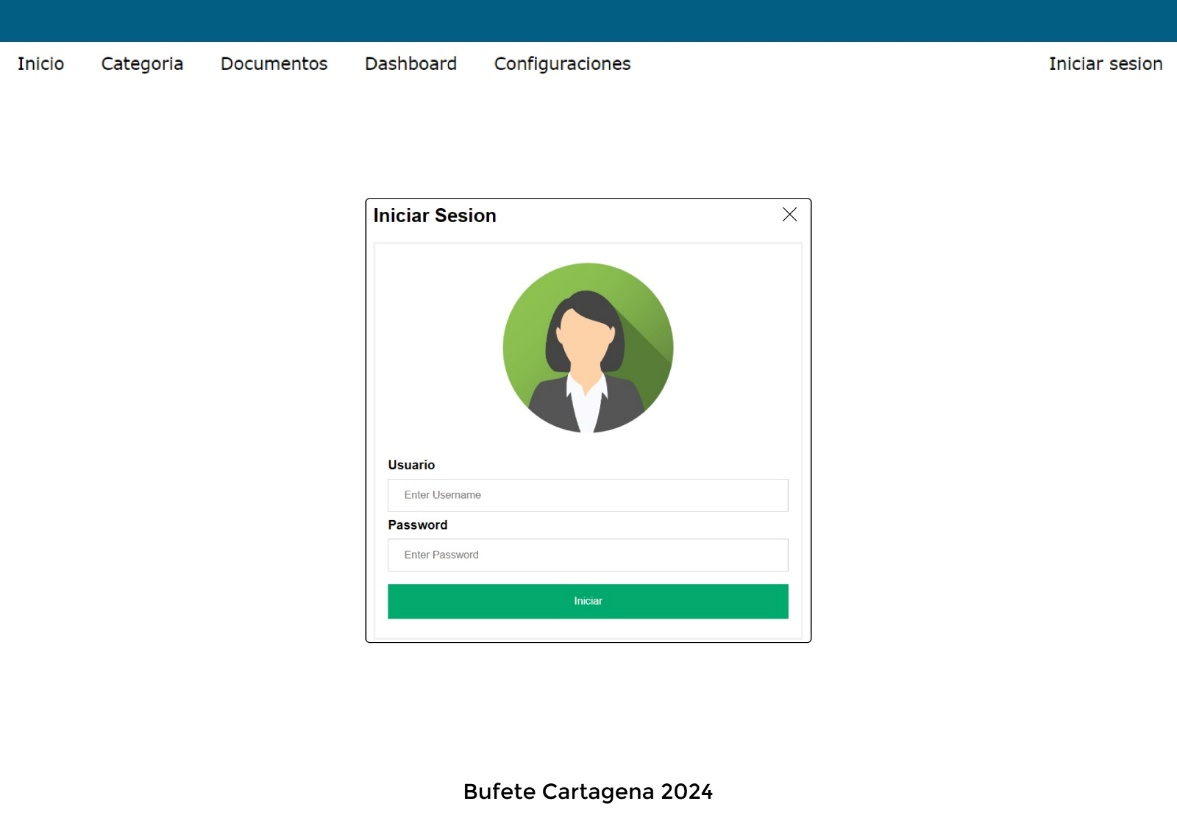 Inicio Categoria Documentos Dashboard Configuraciones Iniciar sesion
Iniciar Sesion
Usuario
Enter Username
Password
Enter Password
Iniciar
Bufete Cartagena 2024